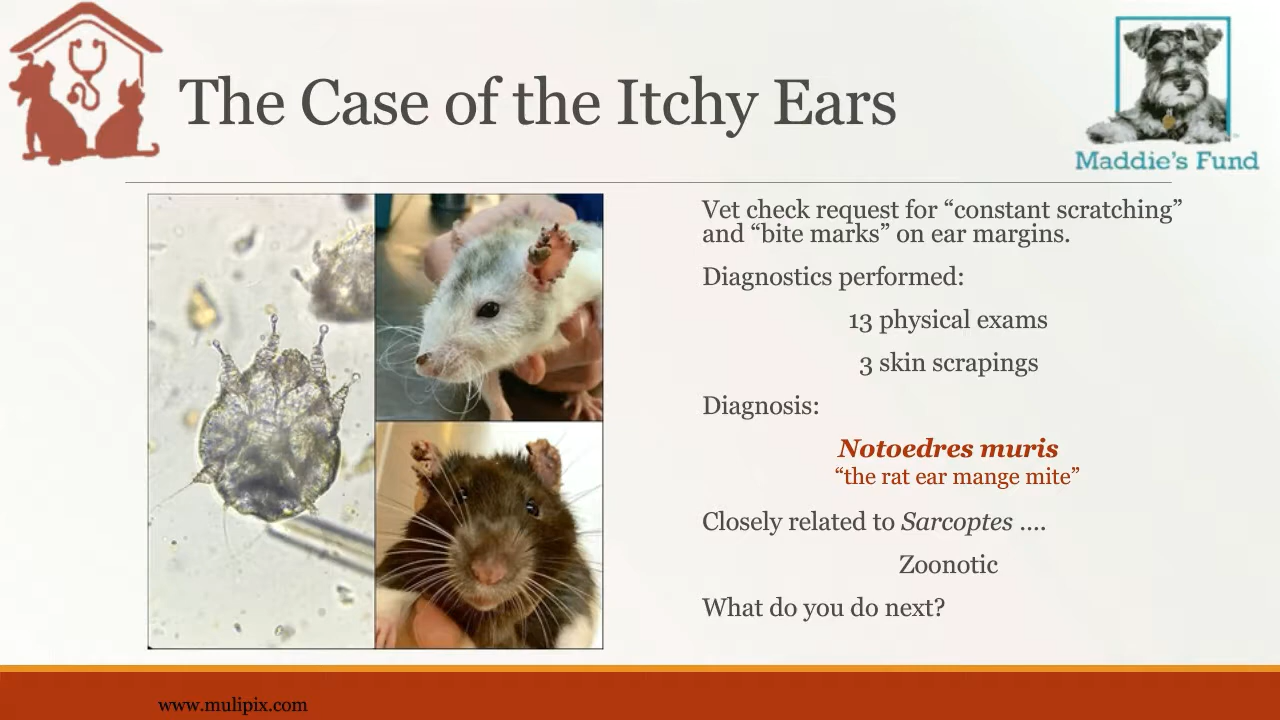 The Case of the Itchy Ears
Maddie's Fund
Vet check request for “constant scratching”
and “bite marks” on ear margins.
Diagnostics performed:
13 physical exams
3 skin scrapings
Diagnosis:
Notoedres muris
“the rat ear mange mite”
Closely related to Sarcoptes ....
Zoonotic
What do you do next?
www.mulipix.com